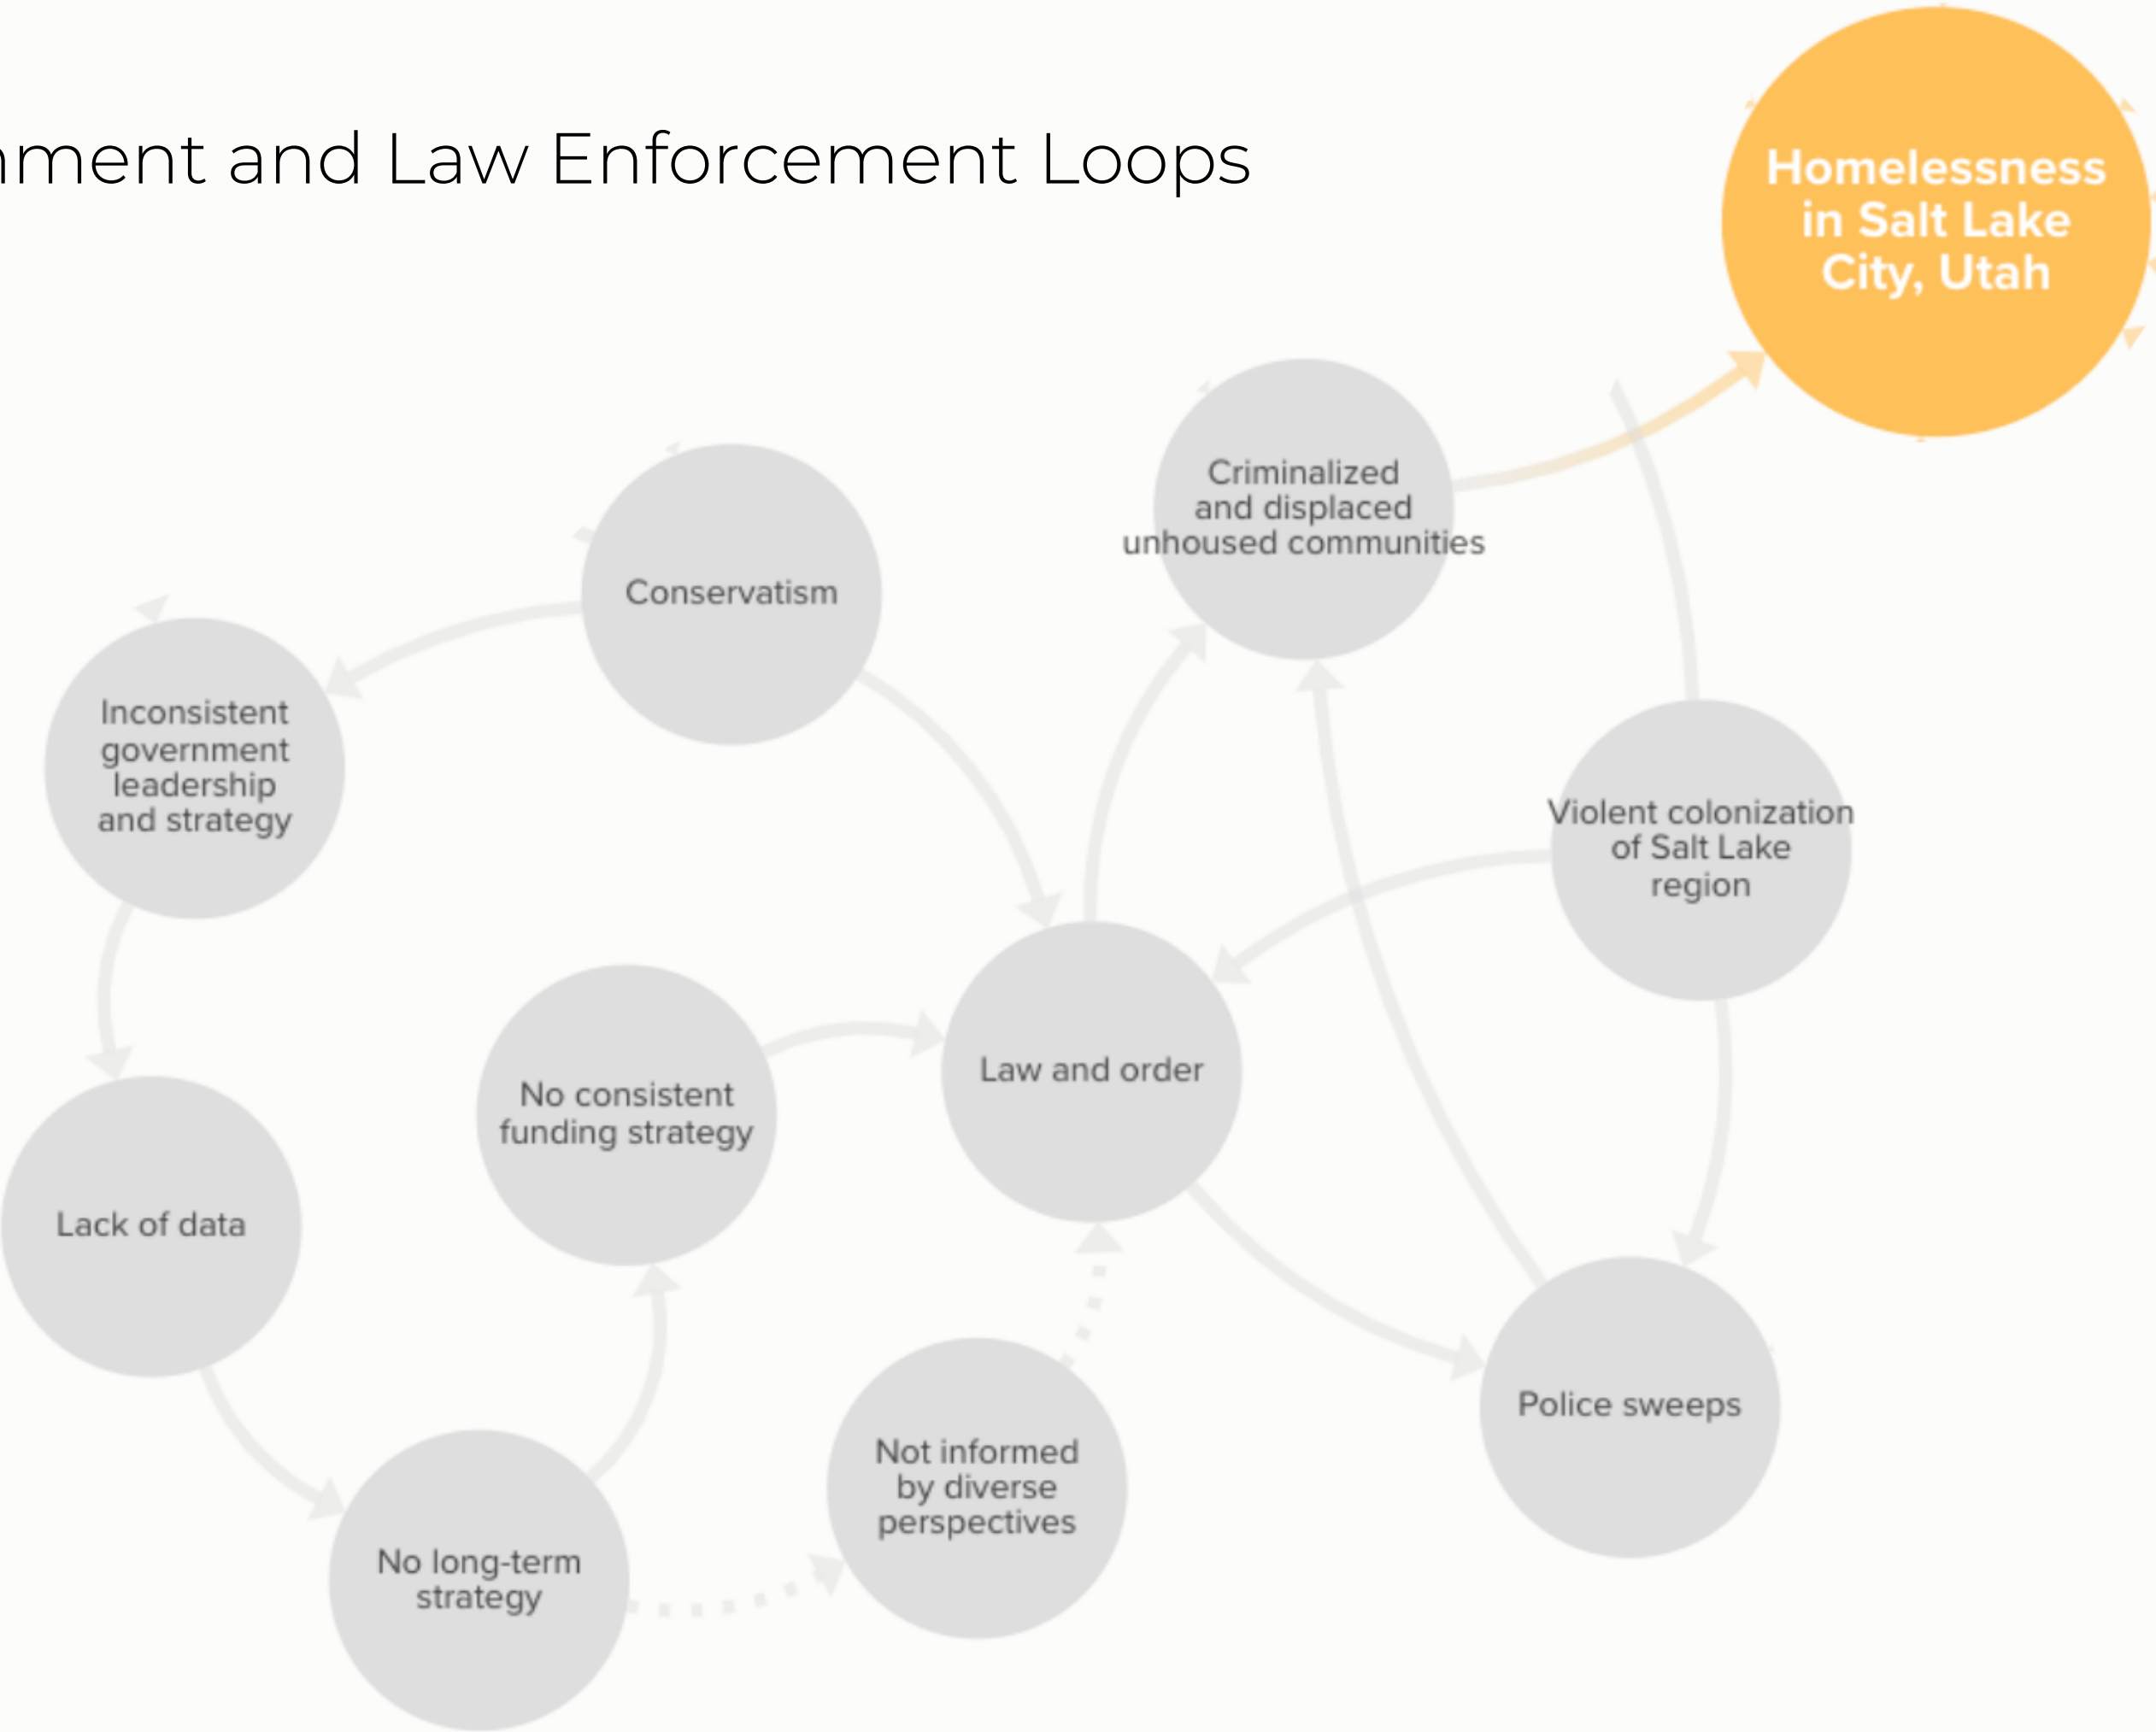 nment and Law Enforcement Loops
Homelessness
in Salt Lake
City, Utah
Criminalized
and displaced
unhoused communities
Conservatism
Inconsistent
government
leadership
and strategy
Violent colonization
of Salt Lake
region
Law and order
No consistent
funding strategy
Lack of data
Police sweeps
Not informed
by diverse
perspectives
No long-term
strategy